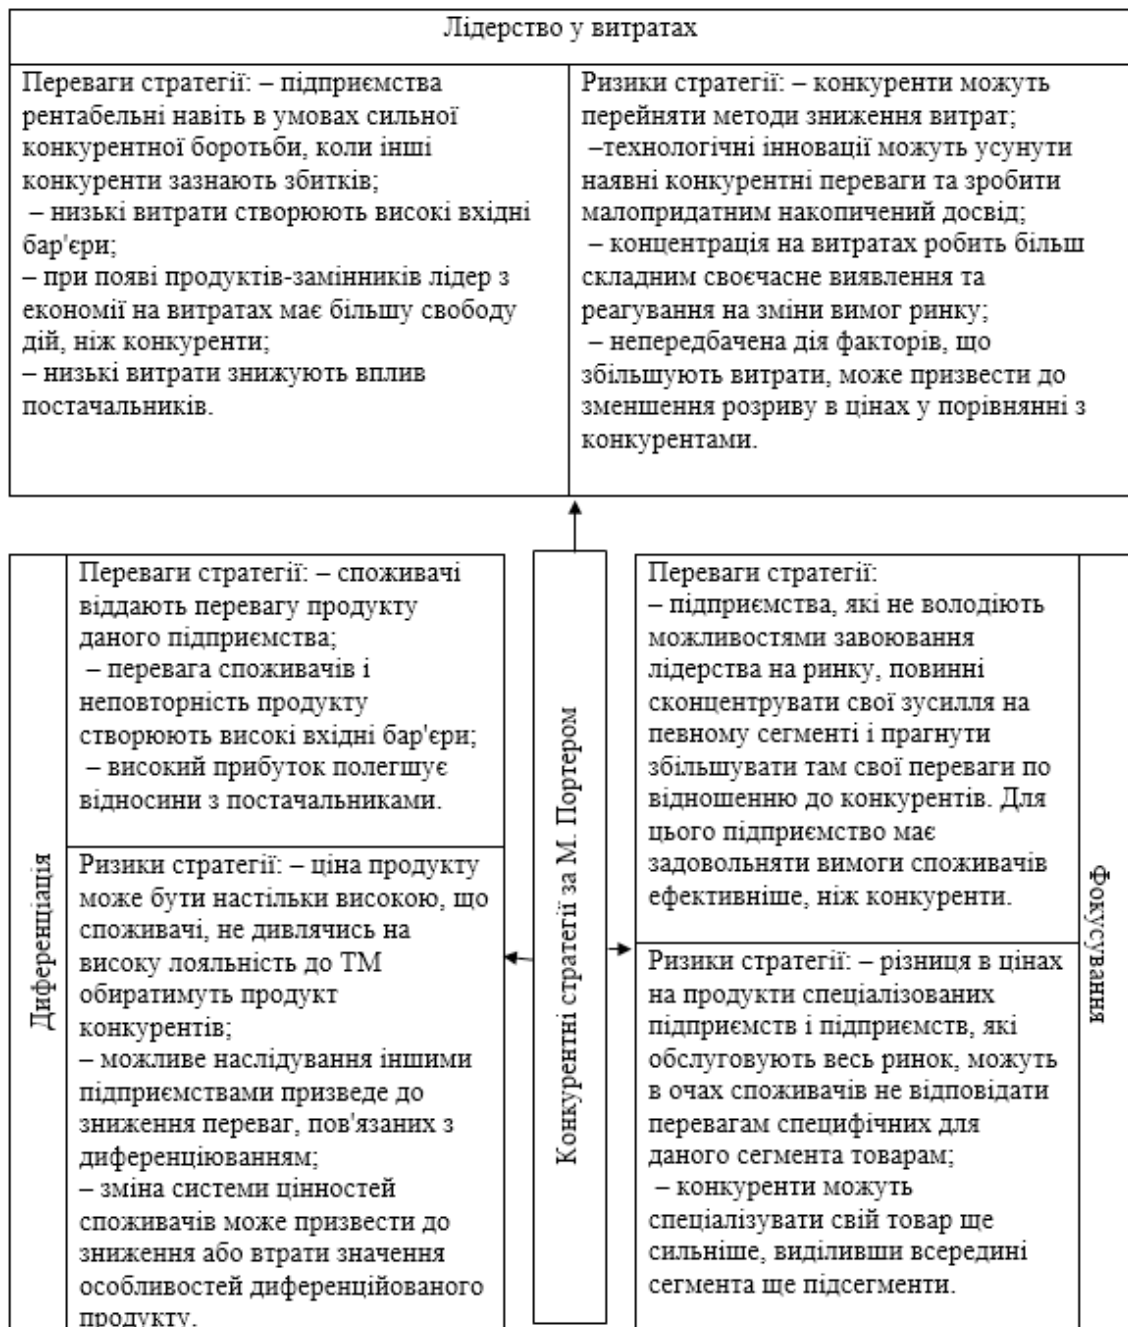 Лідерство у витратах
Переваги стратегії: – підприємства
рентабельні навіть в умовах сильної
конкурентної боротьби, коли інші
конкуренти зазнають збитків;
– низькі витрати створюють високі вхідні
бар'єри;
– при появі продуктів-замінників лідер з
економії на витратах має більшу свободу
дій, ніж конкуренти;
– низькі витрати знижують вплив
постачальників.
Ризики стратегії: – конкуренти можуть
перейняти методи зниження витрат;
–технологічні інновації можуть усунути
наявні конкурентні переваги та зробити
малопридатним накопичений досвід;
– концентрація на витратах робить більш
складним своєчасне виявлення та
реагування на зміни вимог ринку;
– непередбачена дія факторів, що
збільшують витрати, може призвести до
зменшення розриву в цінах у порівнянні з
конкурентами.
Диференціація
Переваги стратегії: – споживачі
віддають перевагу продукту
даного підприємства;
– перевага споживачів і
неповторність продукту
створюють високі вхідні бар'єри;
– високий прибуток полегшує
відносини з постачальниками.
Ризики стратегії: – ціна продукту
може бути настільки високою, що
споживачі, не дивлячись на
високу лояльність до ТМ
обиратимуть продукт
конкурентів;
– можливе наслідування іншими
підприємствами призведе до
зниження переваг, пов'язаних з
диференціюванням;
– зміна системи цінностей
споживачів може призвести до
зниження або втрати значення
особливостей диференційованого
продукту.
Конкурентні стратегії за М. Портером
Переваги стратегії:
– підприємства, які не володіють
можливостями завоювання
лідерства на ринку, повинні
сконцентрувати свої зусилля на
певному сегменті і прагнути
збільшувати там свої переваги по
відношенню до конкурентів. Для
цього підприємство має
задовольняти вимоги споживачів
ефективніше, ніж конкуренти.
Ризики стратегії: – різниця в цінах
на продукти спеціалізованих
підприємств і підприємств, які
обслуговують весь ринок, можуть
в очах споживачів не відповідати
перевагам специфічних для
даного сегмента товарам;
– конкуренти можуть
спеціалізувати свій товар ще
сильніше, виділивши всередині
сегмента ще підсегменти.
Фокусування